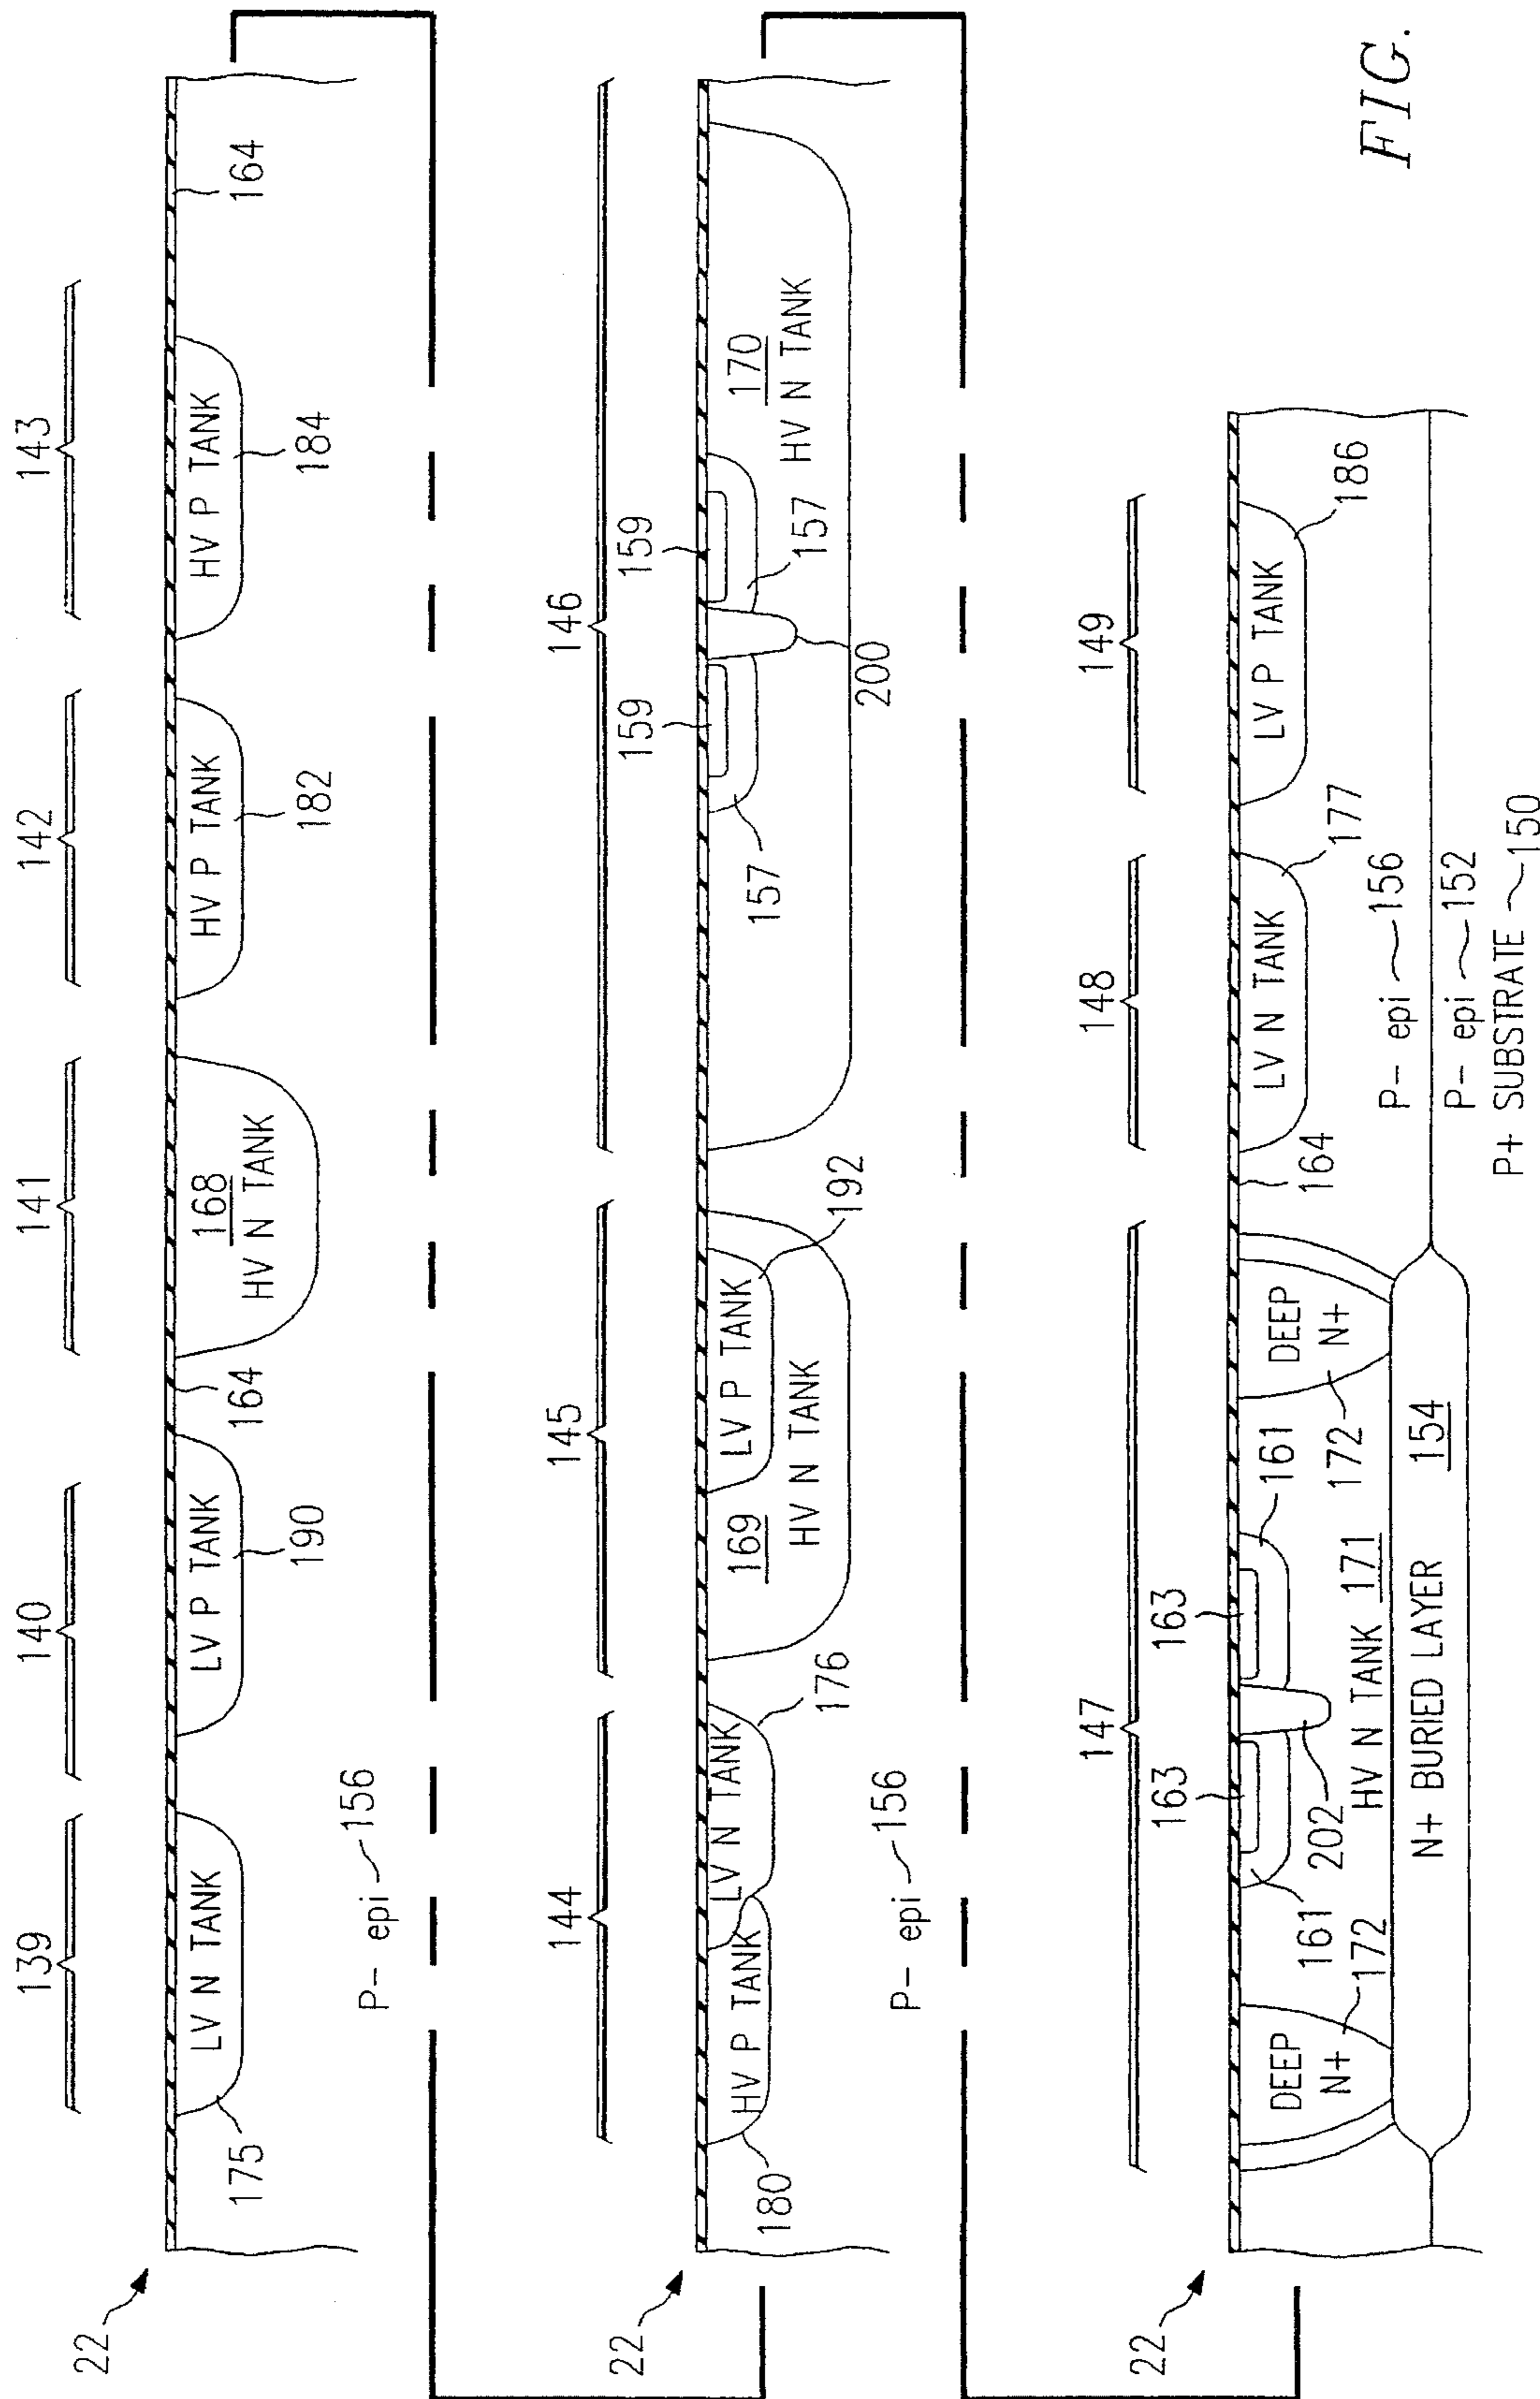 22
139
140
141
142
143
LV N TANK
LV P TANK
168
HV N TANK
HV P TANK
HV P TANK
175
190
164
182
184
164
P- epi 156
22
144
145
146
159
159
HV P TANK
LV N TANK
LV P TANK
169
HV N TANK
170
HV N TANK
180
176
192
157
200
157
P- epi 156
22
147
148
149
163
163
DEEP
N+
DEEP
N+
LV N TANK
LV P TANK
172
161
202
161
172
164
177
186
HV N TANK 171
N+ BURIED LAYER 154
P- epi 156
P- epi 152
P+ SUBSTRATE 150
FIG.